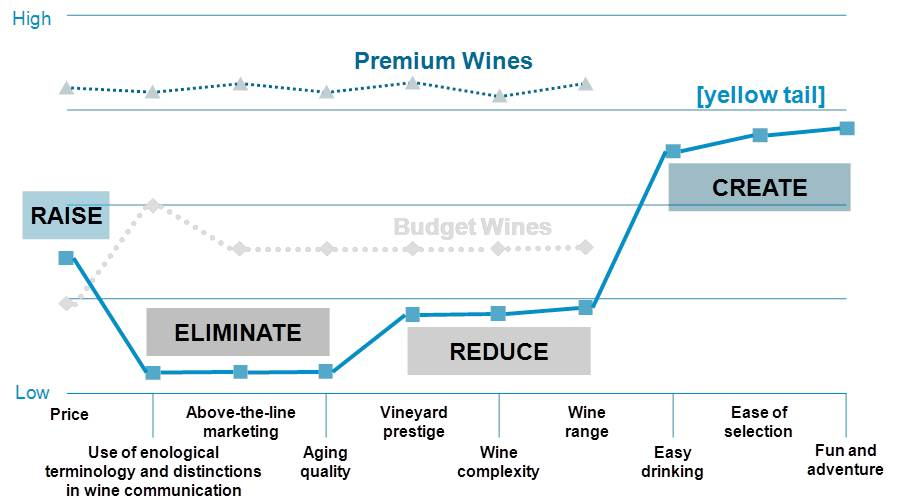 High
Premium Wines
[yellow tail]
CREATE
RAISE
Budget Wines
ELIMINATE
REDUCE
Low
Price
Use of enological
terminology and distinctions
in wine communication
Above-the-line
marketing
Aging
quality
Vineyard
prestige
Wine
complexity
Wine
range
Easy
drinking
Ease of
selection
Fun and
adventure